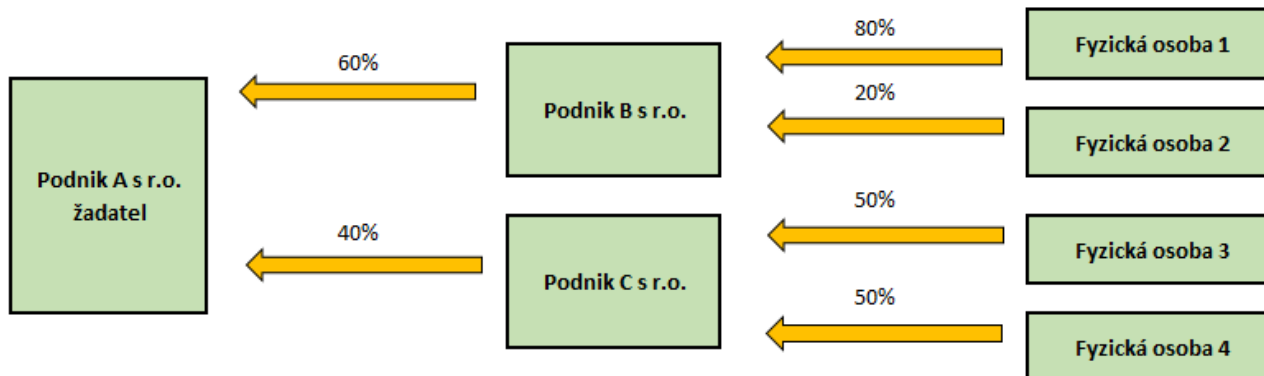 80%
Fyzická osoba 1
60%
20%
Podnik B s r.o.
Fyzická osoba 2
Podnik A s r.o.
žadatel
50%
40%
Fyzická osoba 3
Podnik C s r.o.
50%
Fyzická osoba 4